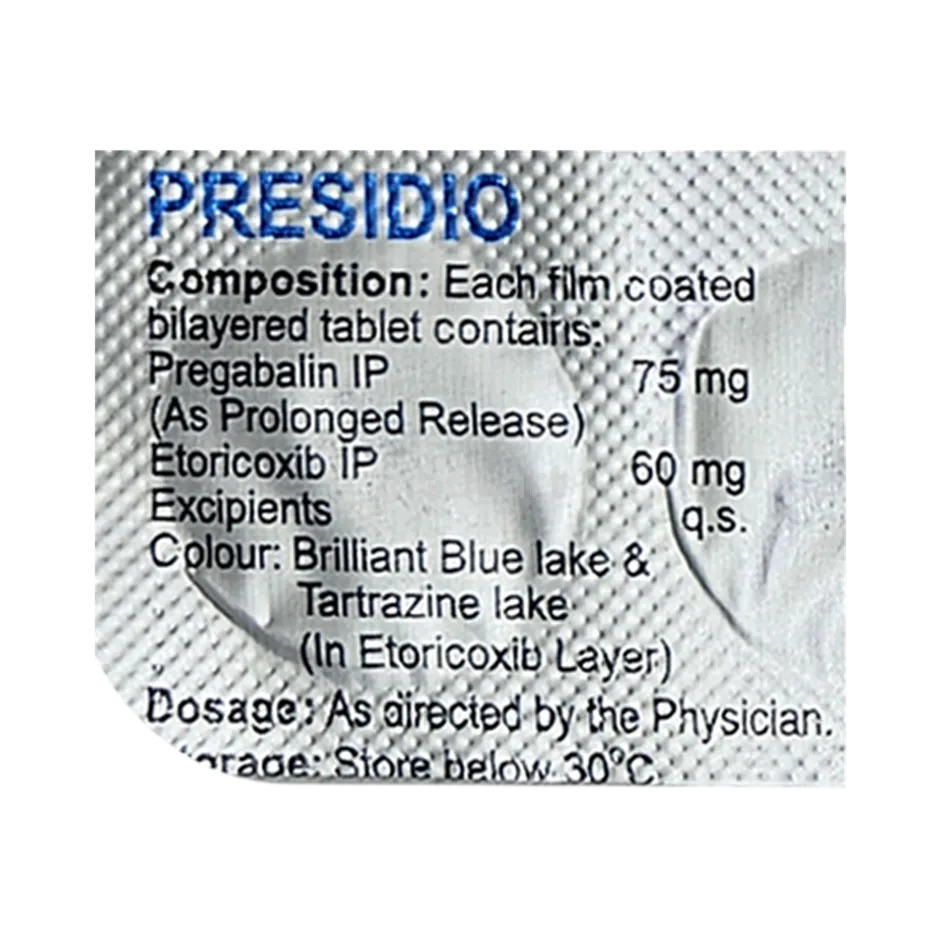 PRESIDIO
Composition: Each film coated
bilayered tablet contains:
Pregabalin IP 75 mg
(As Prolonged Release)
Etoricoxib IP 60 mg
Excipients q.s.
Colour: Brilliant Blue lake &
Tartrazine lake
(In Etoricoxib Layer)
Dosage: As directed by the Physician.
Storage: Store below 30°C